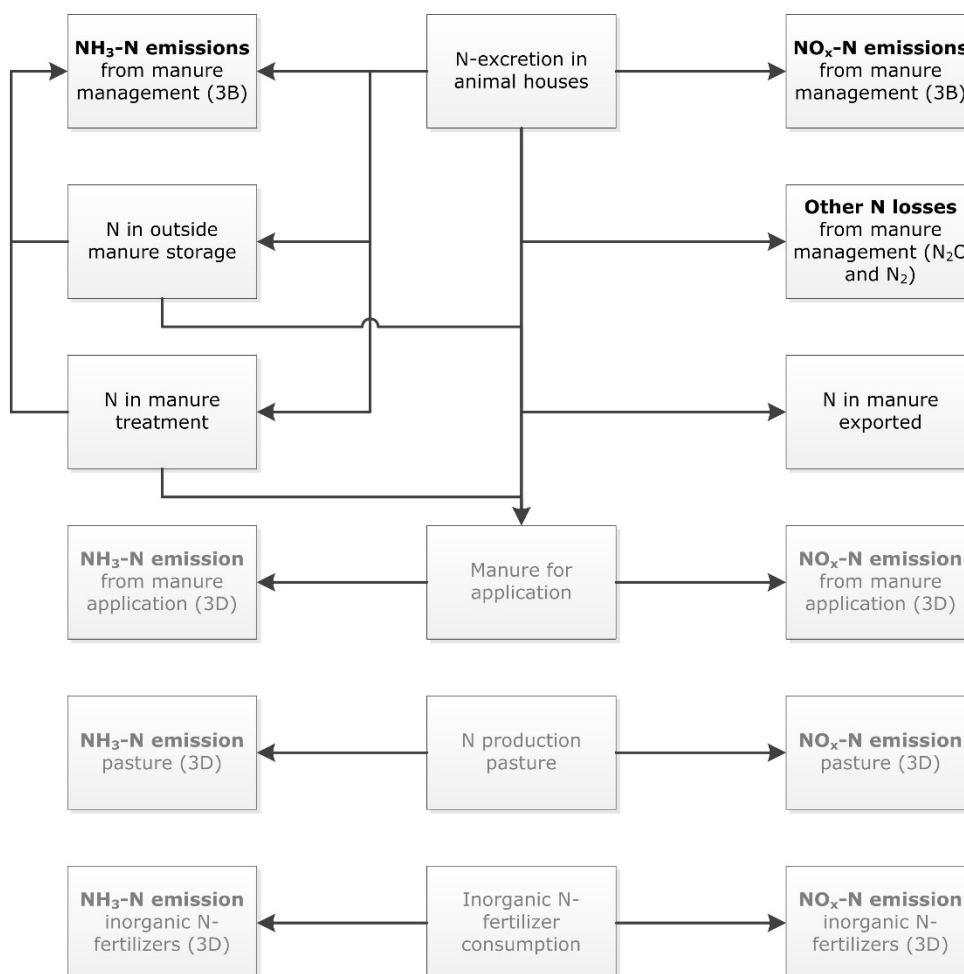 NH₃-N emissions
from manure
management (3B)
N-excretion in
animal houses
NOₓ-N emissions
from manure
management (3B)
N in outside
manure storage
Other N losses
from manure
management (N₂O
and N₂)
N in manure
treatment
N in manure
exported
NH₃-N emission
from manure
application (3D)
Manure for
application
NOₓ-N emission
from manure
application (3D)
NH₃-N emission
pasture (3D)
N production
pasture
NOₓ-N emission
pasture (3D)
NH₃-N emission
inorganic N-
fertilizers (3D)
Inorganic N-
fertilizer
consumption
NOₓ-N emission
inorganic N-
fertilizers (3D)